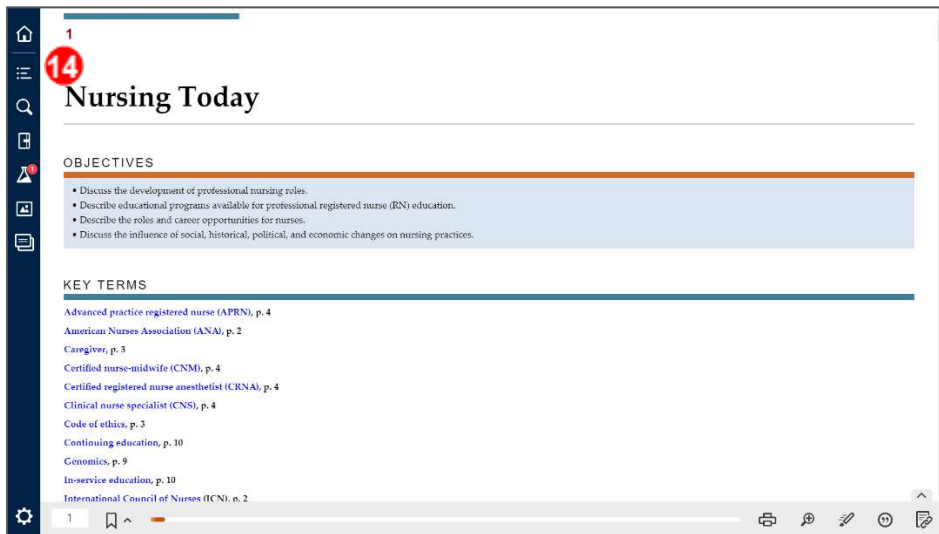 1
14
Nursing Today
OBJECTIVES
• Discuss the development of professional nursing roles.
• Describe educational programs available for professional registered nurse (RN) education.
• Describe the roles and career opportunities for nurses.
• Discuss the influence of social, historical, political, and economic changes on nursing practices.
1
KEY TERMS
Advanced practice registered nurse (APRN), p. 4
American Nurses Association (ANA), p. 2
Caregiver, p. 3
Certified nurse-midwife (CNM), p. 4
Certified registered nurse anesthetist (CRNA), p. 4
Clinical nurse specialist (CNS), p. 4
Code of ethics, p. 3
Continuing education, p. 10
Genomics, p. 9
In-service education, p. 10
International Council of Nurses (ICN), p. 2
1